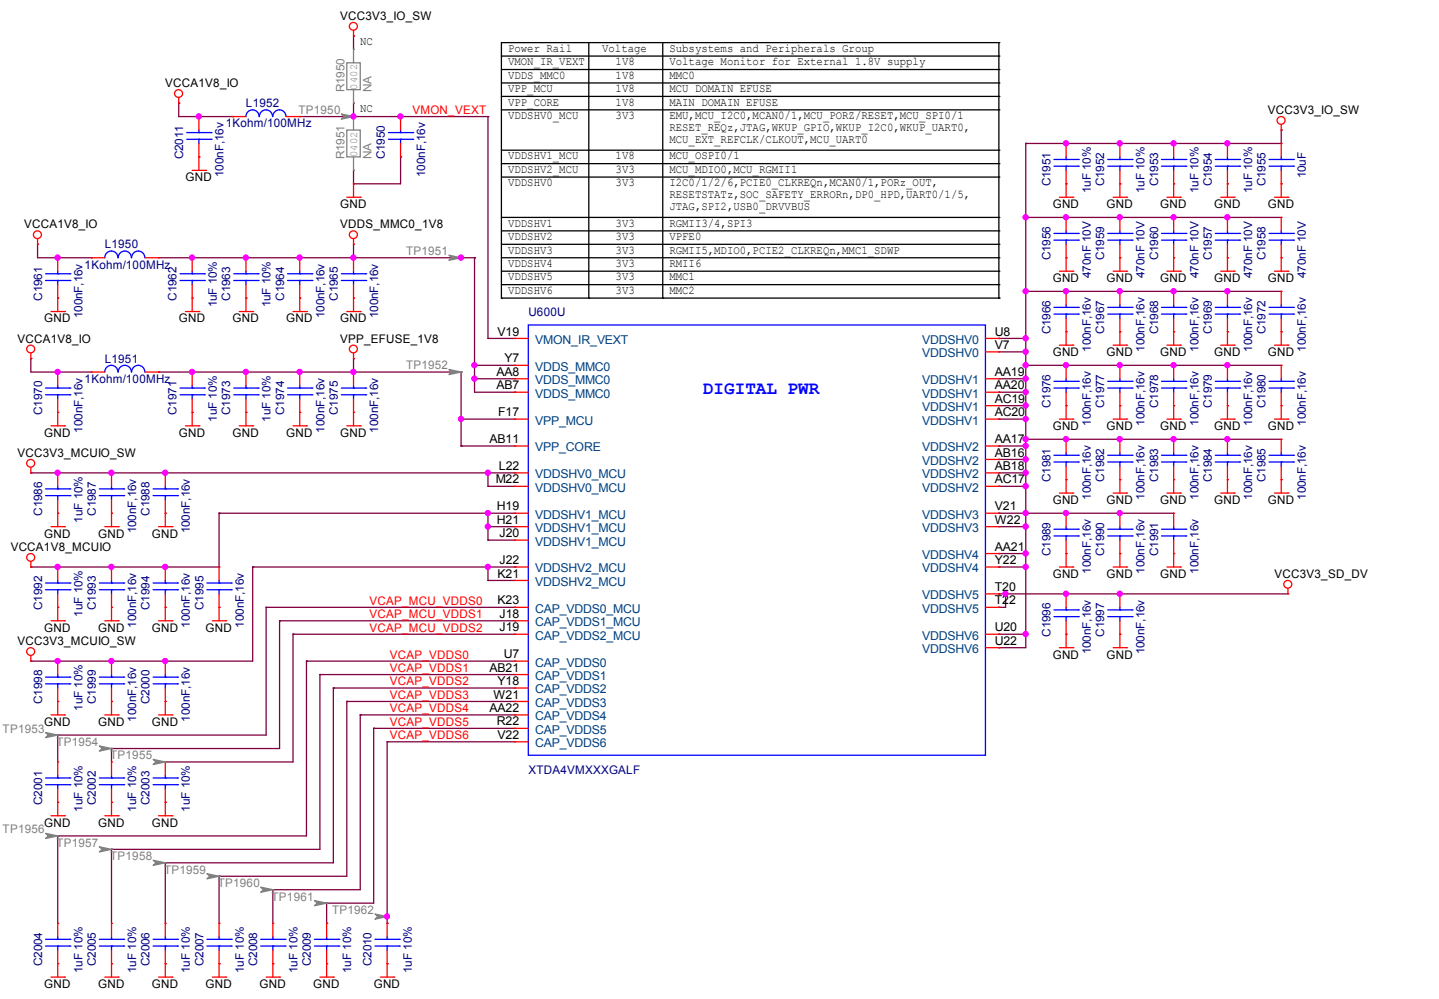 VCC3V3_IO_SW
NC
R1950
0402
NA
VCCA1V8_IO
L1952
1Kohm/100MHz
TP1950
NC
VMON_VEXT
C2011
100nF,16v
GND
R1951
0402
NA
C1950
100nF,16v
GND
Power Rail Voltage Subsystems and Peripherals Group
VMON_IR_VEXT 1V8 Voltage Monitor for External 1.8V supply
VDDS_MMC0 1V8 MMC0
VPP_MCU 1V8 MCU DOMAIN EFUSE
VPP_CORE 1V8 MAIN DOMAIN EFUSE
VDDSHV0_MCU 3V3 EMU,MCU_I2C0,MCAN0/1,MCU_PORZ/RESET,MCU_SPI0/1
RESET_REQz,JTAG,WKUP_GPIO,WKUP_I2C0,WKUP_UART0,
MCU_EXT_REFCLK/CLKOUT,MCU_UART0
VDDSHV1_MCU 1V8 MCU_OSPI0/1
VDDSHV2_MCU 3V3 MCU_MDIO0,MCU_RGMII1
VDDSHV0 3V3 I2C0/1/2/6,PCIE0_CLKREQn,MCAN0/1,PORz_OUT,
RESETSTATz,SOC_SAFETY_ERRORn,DP0_HPD,UART0/1/5,
JTAG,SPI2,USB0_DRVVBUS
VDDSHV1 3V3 RGMII3/4,SPI3
VDDSHV2 3V3 VPFE0
VDDSHV3 3V3 RGMII5,MDIO0,PCIE2_CLKREQn,MMC1_SDWP
VDDSHV4 3V3 RMII6
VDDSHV5 3V3 MMC1
VDDSHV6 3V3 MMC2
VCCA1V8_IO
L1950
1Kohm/100MHz
VDDS_MMC0_1V8
TP1951
C1961 100nF,16v GND
C1962 1uF 10% GND
C1963 1uF 10% GND
C1964 100nF,16v GND
C1965 100nF,16v GND
VCCA1V8_IO
L1951
1Kohm/100MHz
VPP_EFUSE_1V8
TP1952
C1970 100nF,16v GND
C1971 1uF 10% GND
C1973 1uF 10% GND
C1974 100nF,16v GND
C1975 100nF,16v GND
VCC3V3_MCUIO_SW
C1986 1uF 10% GND
C1987 100nF,16v GND
C1988 100nF,16v GND
VCCA1V8_MCUIO
C1992 1uF 10% GND
C1993 100nF,16v GND
C1994 100nF,16v GND
C1995 100nF,16v GND
VCC3V3_MCUIO_SW
C1998 1uF 10% GND
C1999 100nF,16v GND
C2000 100nF,16v GND
TP1953
TP1954
TP1955
C2001 1uF 10% GND
C2002 1uF 10% GND
C2003 1uF 10% GND
TP1956
TP1957
TP1958
TP1959
TP1960
TP1961
TP1962
C2004 1uF 10% GND
C2005 1uF 10% GND
C2006 1uF 10% GND
C2007 1uF 10% GND
C2008 1uF 10% GND
C2009 1uF 10% GND
C2010 1uF 10% GND
U600U
DIGITAL PWR
V19 VMON_IR_VEXT
Y7 VDDS_MMC0
AA8 VDDS_MMC0
AB7 VDDS_MMC0
F17 VPP_MCU
AB11 VPP_CORE
L22 VDDSHV0_MCU
M22 VDDSHV0_MCU
H19 VDDSHV1_MCU
H21 VDDSHV1_MCU
J20 VDDSHV1_MCU
J22 VDDSHV2_MCU
K21 VDDSHV2_MCU
VCAP_MCU_VDDS0 K23 CAP_VDDS0_MCU
VCAP_MCU_VDDS1 J18 CAP_VDDS1_MCU
VCAP_MCU_VDDS2 J19 CAP_VDDS2_MCU
VCAP_VDDS0 U7 CAP_VDDS0
VCAP_VDDS1 AB21 CAP_VDDS1
VCAP_VDDS2 Y18 CAP_VDDS2
VCAP_VDDS3 W21 CAP_VDDS3
VCAP_VDDS4 AA22 CAP_VDDS4
VCAP_VDDS5 R22 CAP_VDDS5
VCAP_VDDS6 V22 CAP_VDDS6
XTDA4VMXXXGALF
VDDSHV0 U8
VDDSHV0 V7
VDDSHV1 AA19
VDDSHV1 AA20
VDDSHV1 AC19
VDDSHV1 AC20
VDDSHV2 AA17
VDDSHV2 AB16
VDDSHV2 AB18
VDDSHV2 AC17
VDDSHV3 V21
VDDSHV3 W22
VDDSHV4 AA21
VDDSHV4 Y22
VDDSHV5 T20
VDDSHV5 T22
VDDSHV6 U20
VDDSHV6 U22
VCC3V3_IO_SW
C1951 1uF 10% GND
C1952 1uF 10% GND
C1953 1uF 10% GND
C1954 1uF 10% GND
C1955 10uF GND
C1956 470nF 10V GND
C1959 470nF 10V GND
C1960 470nF 10V GND
C1957 470nF 10V GND
C1958 470nF 10V GND
C1966 100nF,16v GND
C1967 100nF,16v GND
C1968 100nF,16v GND
C1969 100nF,16v GND
C1972 100nF,16v GND
C1976 100nF,16v GND
C1977 100nF,16v GND
C1978 100nF,16v GND
C1979 100nF,16v GND
C1980 100nF,16v GND
C1981 100nF,16v GND
C1982 100nF,16v GND
C1983 100nF,16v GND
C1984 100nF,16v GND
C1985 100nF,16v GND
C1989 100nF,16v GND
C1990 100nF,16v GND
C1991 100nF,16v GND
VCC3V3_SD_DV
C1996 100nF,16v GND
C1997 100nF,16v GND